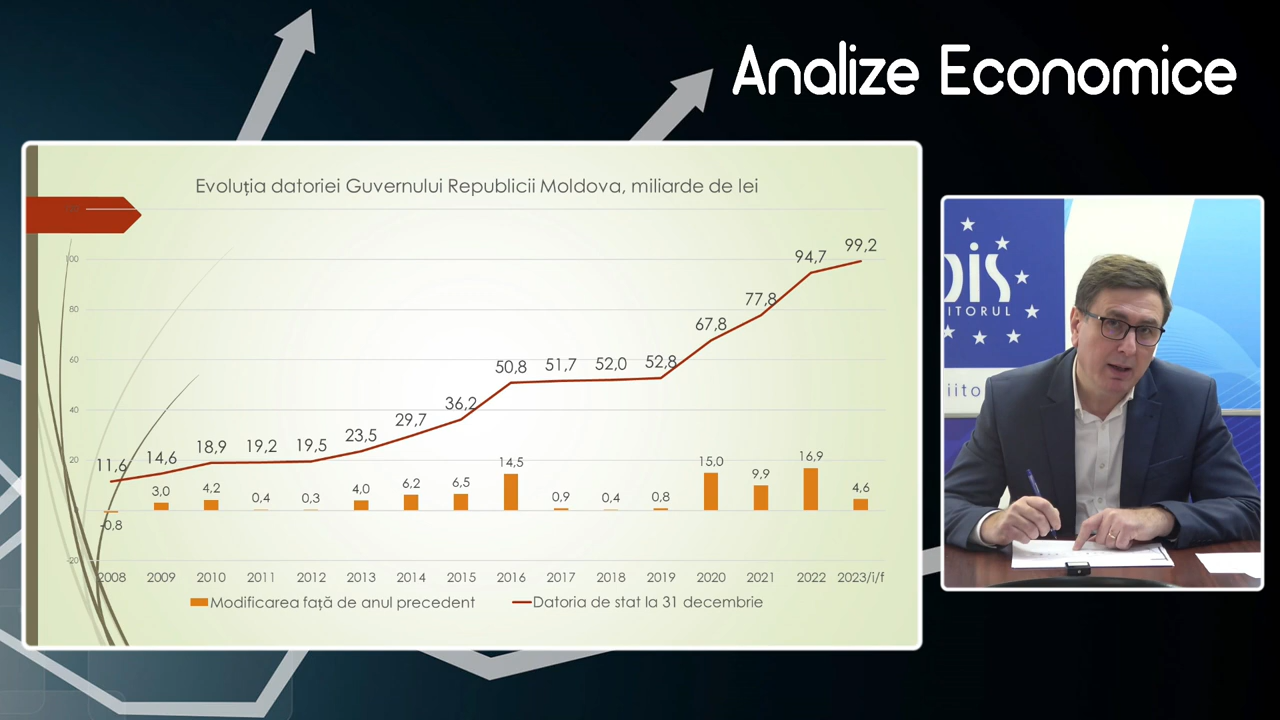 Analize Economice
Evoluția datoriei Guvernului Republicii Moldova, miliarde de lei
120
100
80
60
40
20
0
-20
11,6 14,6 18,9 19,2 19,5 23,5 29,7 36,2 50,8 51,7 52,0 52,8 67,8 77,8 94,7 99,2
-0,8 3,0 4,2 0,4 0,3 4,0 6,2 6,5 14,5 0,9 0,4 0,8 15,0 9,9 16,9 4,6
2008 2009 2010 2011 2012 2013 2014 2015 2016 2017 2018 2019 2020 2021 2022 2023/i/f
Modificarea față de anul precedent Datoria de stat la 31 decembrie
IITORUL
iito